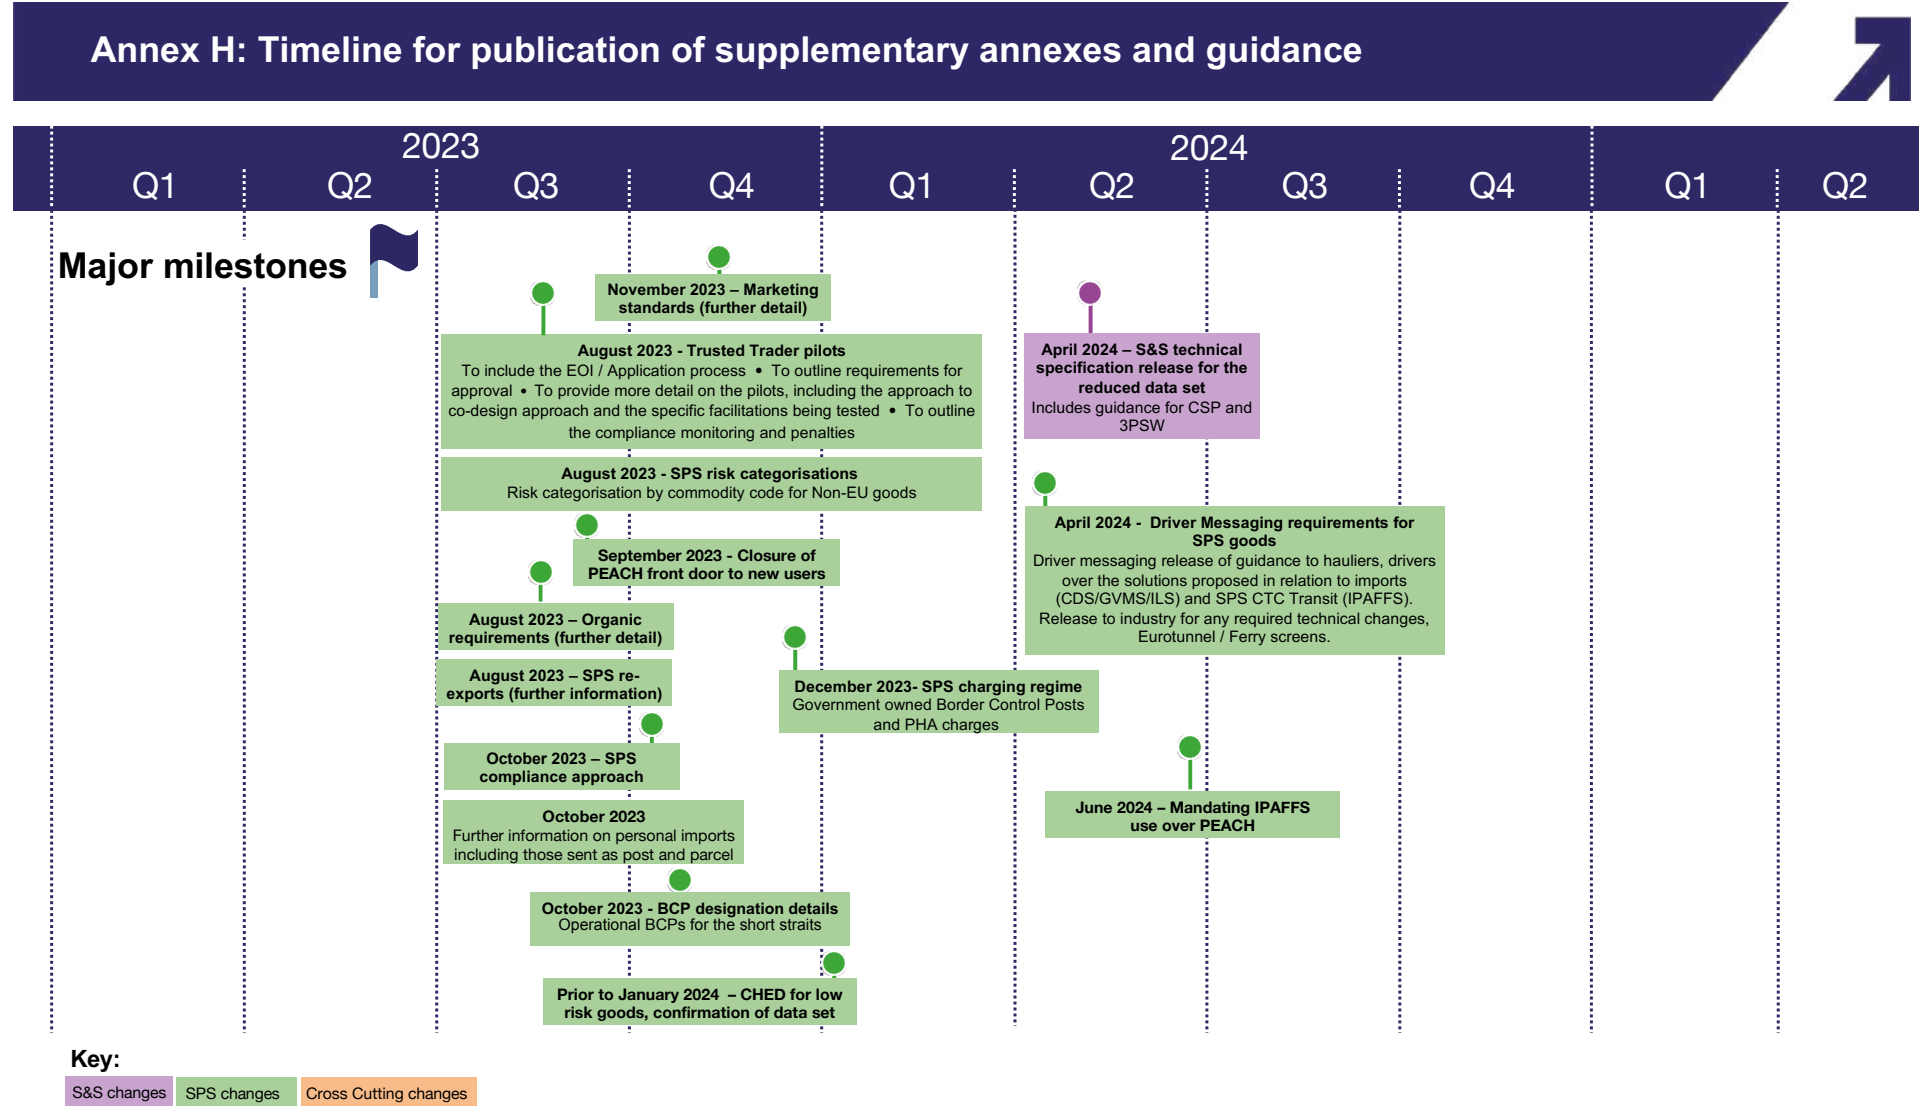 Annex H: Timeline for publication of supplementary annexes and guidance
2023
2024
Q1
Q2
Q3
Q4
Q1
Q2
Q3
Q4
Q1
Q2
Major milestones
November 2023 – Marketing
standards (further detail)
August 2023 - Trusted Trader pilots
To include the EOI / Application process • To outline requirements for
approval • To provide more detail on the pilots, including the approach to
co-design approach and the specific facilitations being tested • To outline
the compliance monitoring and penalties
August 2023 - SPS risk categorisations
Risk categorisation by commodity code for Non-EU goods
September 2023 - Closure of
PEACH front door to new users
August 2023 – Organic
requirements (further detail)
August 2023 – SPS re-
exports (further information)
October 2023 – SPS
compliance approach
October 2023
Further information on personal imports
including those sent as post and parcel
October 2023 - BCP designation details
Operational BCPs for the short straits
Prior to January 2024 – CHED for low
risk goods, confirmation of data set
December 2023- SPS charging regime
Government owned Border Control Posts
and PHA charges
April 2024 – S&S technical
specification release for the
reduced data set
Includes guidance for CSP and
3PSW
April 2024 - Driver Messaging requirements for
SPS goods
Driver messaging release of guidance to hauliers, drivers
over the solutions proposed in relation to imports
(CDS/GVMS/ILS) and SPS CTC Transit (IPAFFS).
Release to industry for any required technical changes,
Eurotunnel / Ferry screens.
June 2024 – Mandating IPAFFS
use over PEACH
Key:
S&S changes
SPS changes
Cross Cutting changes